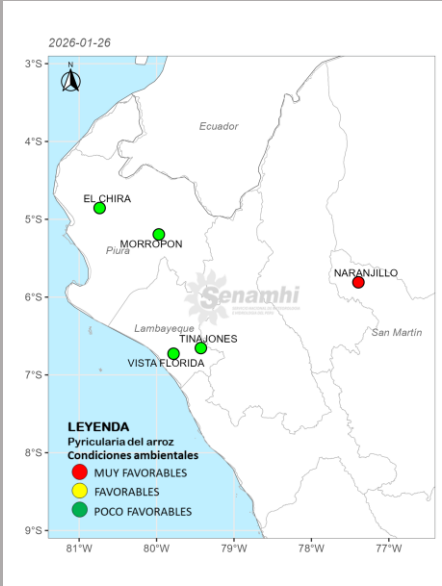 2026-01-26
3°S
N
Ecuador
4°S
EL CHIRA
5°S
MORROPON
Piura
NARANJILLO
6°S
Senamhi
Lambayeque
San Martín
TINAJONES
VISTA FLORIDA
7°S
LEYENDA
Pyricularia del arroz
Condiciones ambientales
8°S
MUY FAVORABLES
FAVORABLES
POCO FAVORABLES
9°S
81°W 80°W 79°W 78°W 77°W